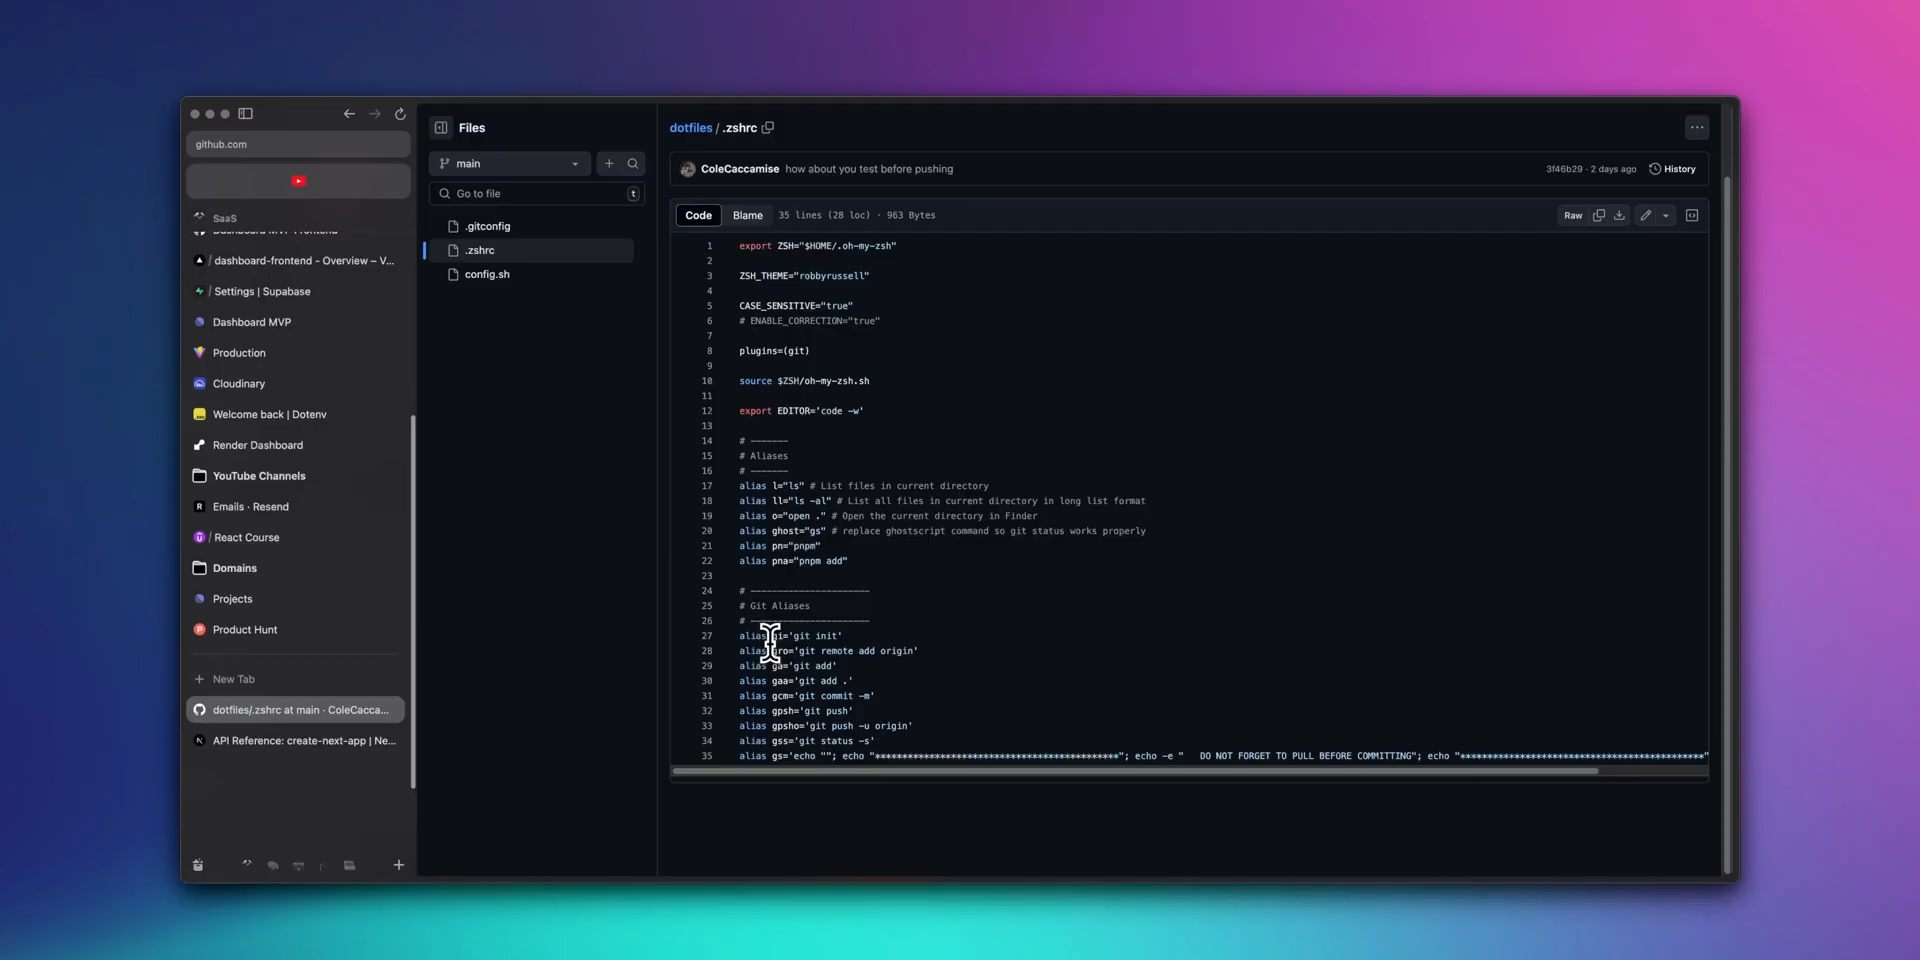 github.com
SaaS
Dashboard MVP Frontend
/ dashboard-frontend - Overview – V...
/ Settings | Supabase
Dashboard MVP
Production
Cloudinary
Welcome back | Dotenv
Render Dashboard
YouTube Channels
Emails · Resend
/ React Course
Domains
Projects
Product Hunt
+ New Tab
dotfiles/.zshrc at main · ColeCacca...
API Reference: create-next-app | Ne...
Files
main
Go to file
t
.gitconfig
.zshrc
config.sh
dotfiles / .zshrc
ColeCaccamise how about you test before pushing
3f46b29 · 2 days ago
History
Code
Blame
35 lines (28 loc) · 963 Bytes
Raw
1 export ZSH="$HOME/.oh-my-zsh"
2
3 ZSH_THEME="robbyrussell"
4
5 CASE_SENSITIVE="true"
6 # ENABLE_CORRECTION="true"
7
8 plugins=(git)
9
10 source $ZSH/oh-my-zsh.sh
11
12 export EDITOR='code -w'
13
14 # -------
15 # Aliases
16 # -------
17 alias l="ls" # List files in current directory
18 alias ll="ls -al" # List all files in current directory in long list format
19 alias o="open ." # Open the current directory in Finder
20 alias ghost="gs" # replace ghostscript command so git status works properly
21 alias pn="pnpm"
22 alias pna="pnpm add"
23
24 # ----------------------
25 # Git Aliases
26 # ----------------------
27 alias gi='git init'
28 alias gro='git remote add origin'
29 alias ga='git add'
30 alias gaa='git add .'
31 alias gcm='git commit -m'
32 alias gpsh='git push'
33 alias gpsho='git push -u origin'
34 alias gss='git status -s'
35 alias gs='echo ""; echo "*********************************************"; echo -e "   DO NOT FORGET TO PULL BEFORE COMMITTING"; echo "*********************************************"